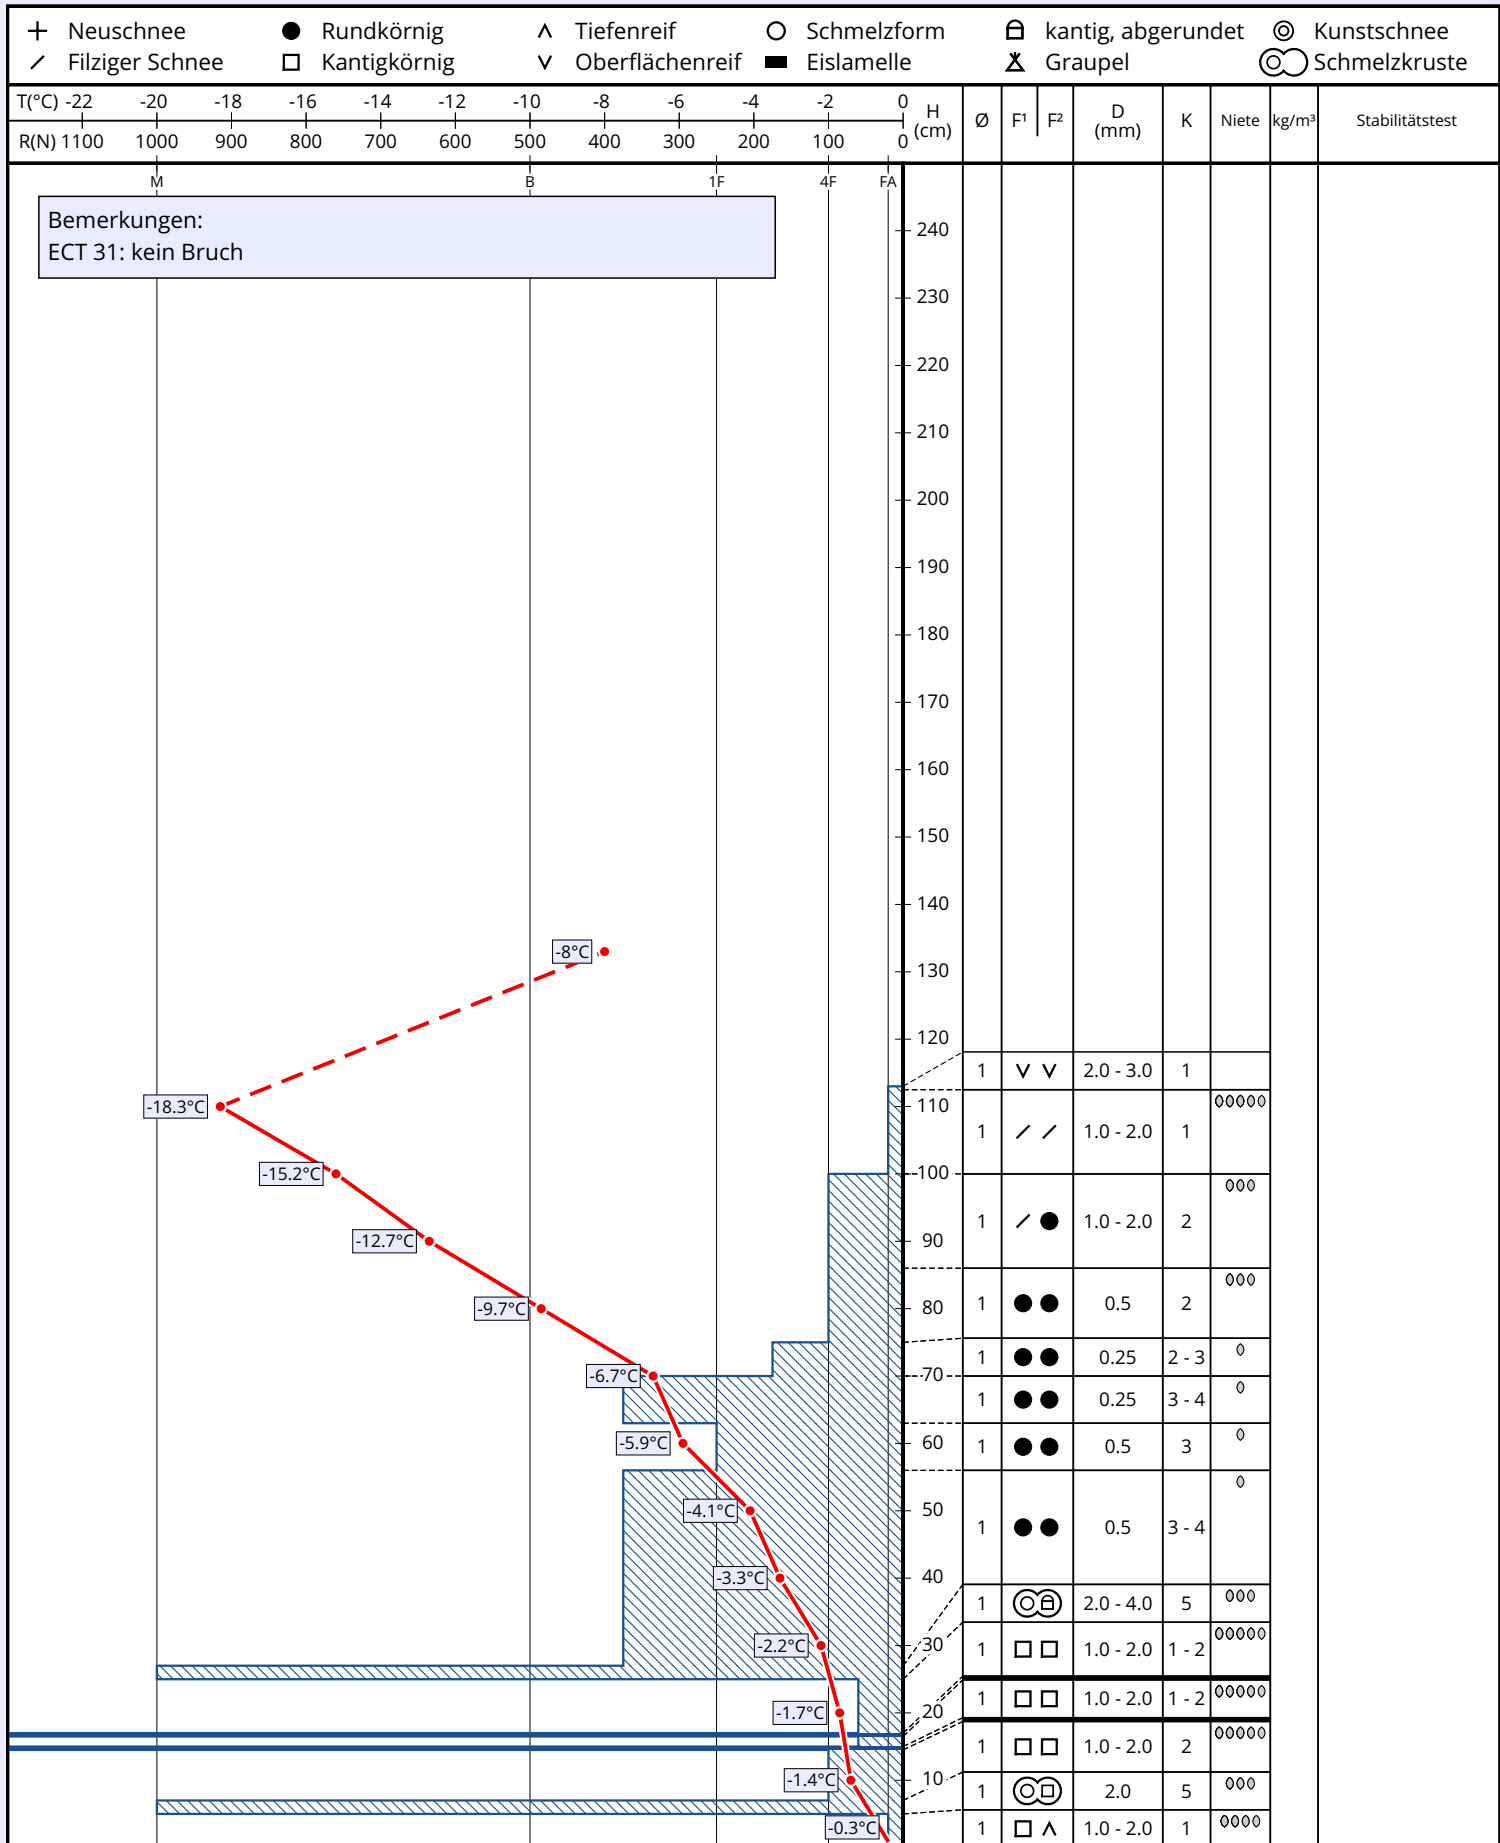 Neuschnee Rundkörnig Tiefenreif Schmelzform kantig, abgerundet Kunstschnee
Filziger Schnee Kantigkörnig Oberflächenreif Eislamelle Graupel Schmelzkruste
T(°C) -22 -20 -18 -16 -14 -12 -10 -8 -6 -4 -2 0
R(N) 1100 1000 900 800 700 600 500 400 300 200 100 0
H (cm) Ø F¹ F² D (mm) K Niete kg/m³ Stabilitätstest
M B 1F 4F FA
Bemerkungen:
ECT 31: kein Bruch
240
230
220
210
200
190
180
170
160
150
140
-8°C
130
120
1 2.0 - 3.0 1
-18.3°C 110
1 1.0 - 2.0 1
-15.2°C 100
1 1.0 - 2.0 2
-12.7°C 90
-9.7°C 80 1 0.5 2
1 0.25 2 - 3
-6.7°C 70
1 0.25 3 - 4
-5.9°C 60 1 0.5 3
-4.1°C 50
1 0.5 3 - 4
-3.3°C 40
1 2.0 - 4.0 5
-2.2°C 30 1 1.0 - 2.0 1 - 2
1 1.0 - 2.0 1 - 2
-1.7°C 20
1 1.0 - 2.0 2
-1.4°C 10 1 2.0 5
-0.3°C 1 1.0 - 2.0 1